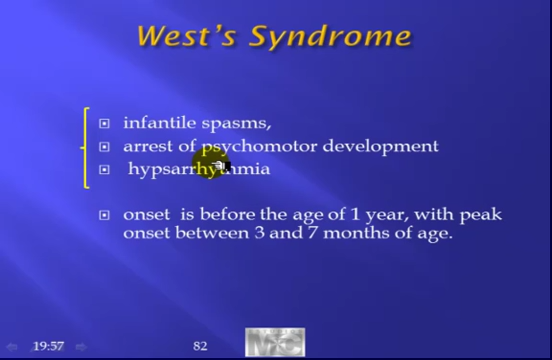 West's Syndrome
infantile spasms,
arrest of psychomotor development
hypsarrhythmia
onset is before the age of 1 year, with peak
onset between 3 and 7 months of age.
19:57
82